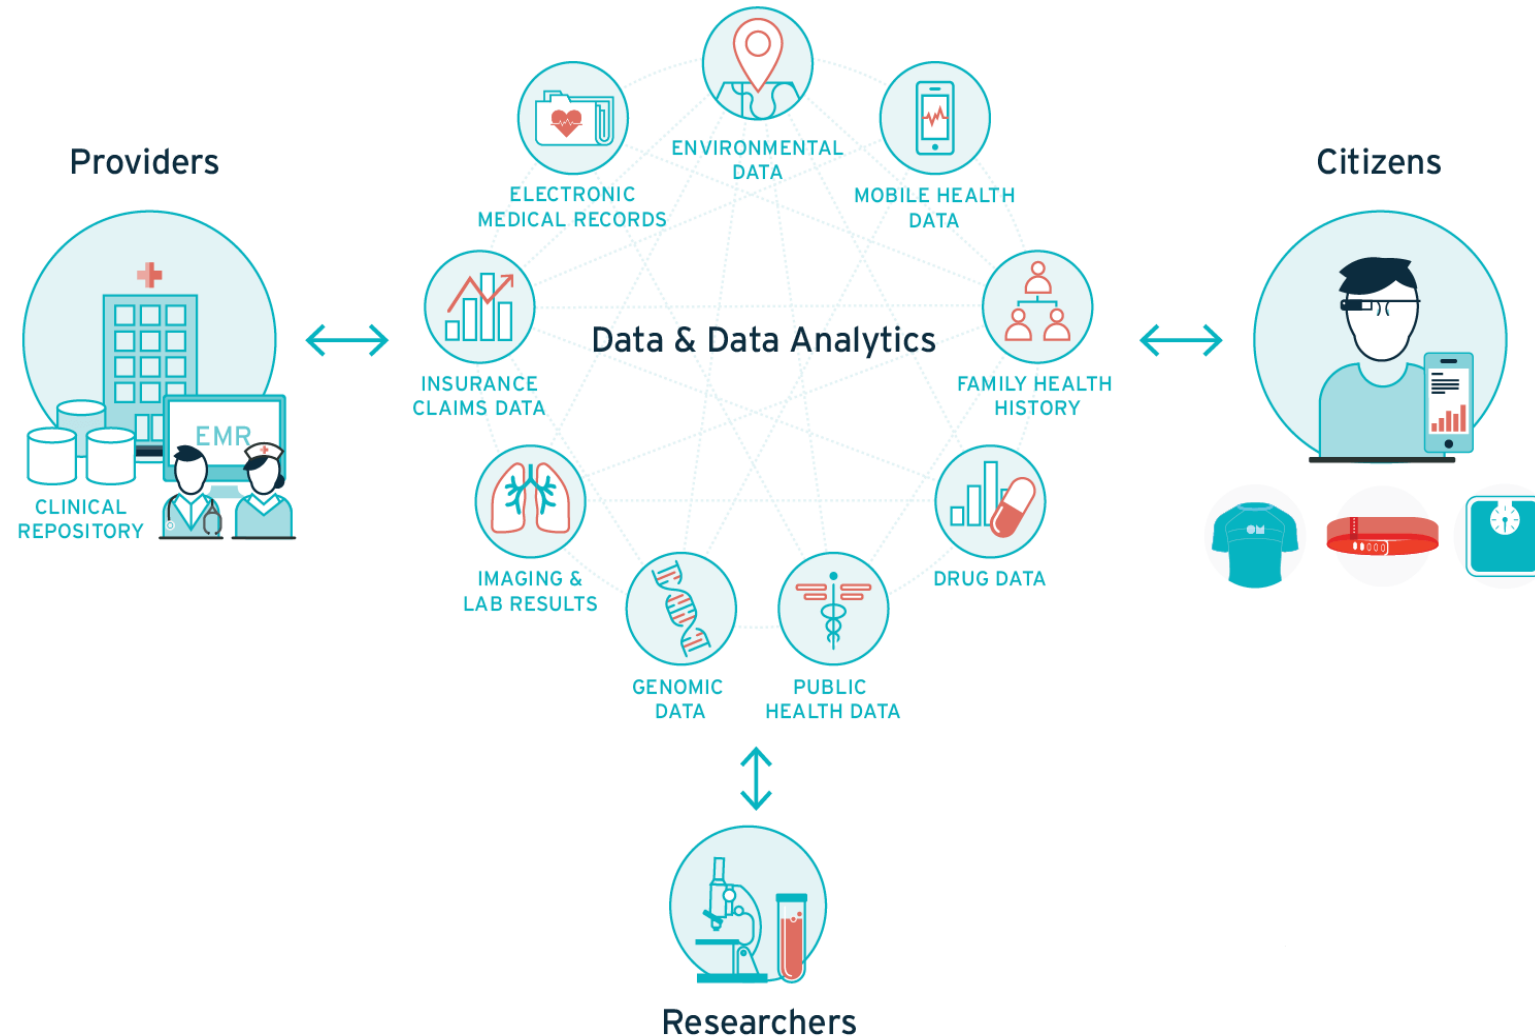 Providers
EMR
CLINICAL
REPOSITORY
ELECTRONIC
MEDICAL RECORDS
ENVIRONMENTAL
DATA
MOBILE HEALTH
DATA
INSURANCE
CLAIMS DATA
Data & Data Analytics
FAMILY HEALTH
HISTORY
IMAGING &
LAB RESULTS
GENOMIC
DATA
PUBLIC
HEALTH DATA
DRUG DATA
Citizens
OM
Researchers